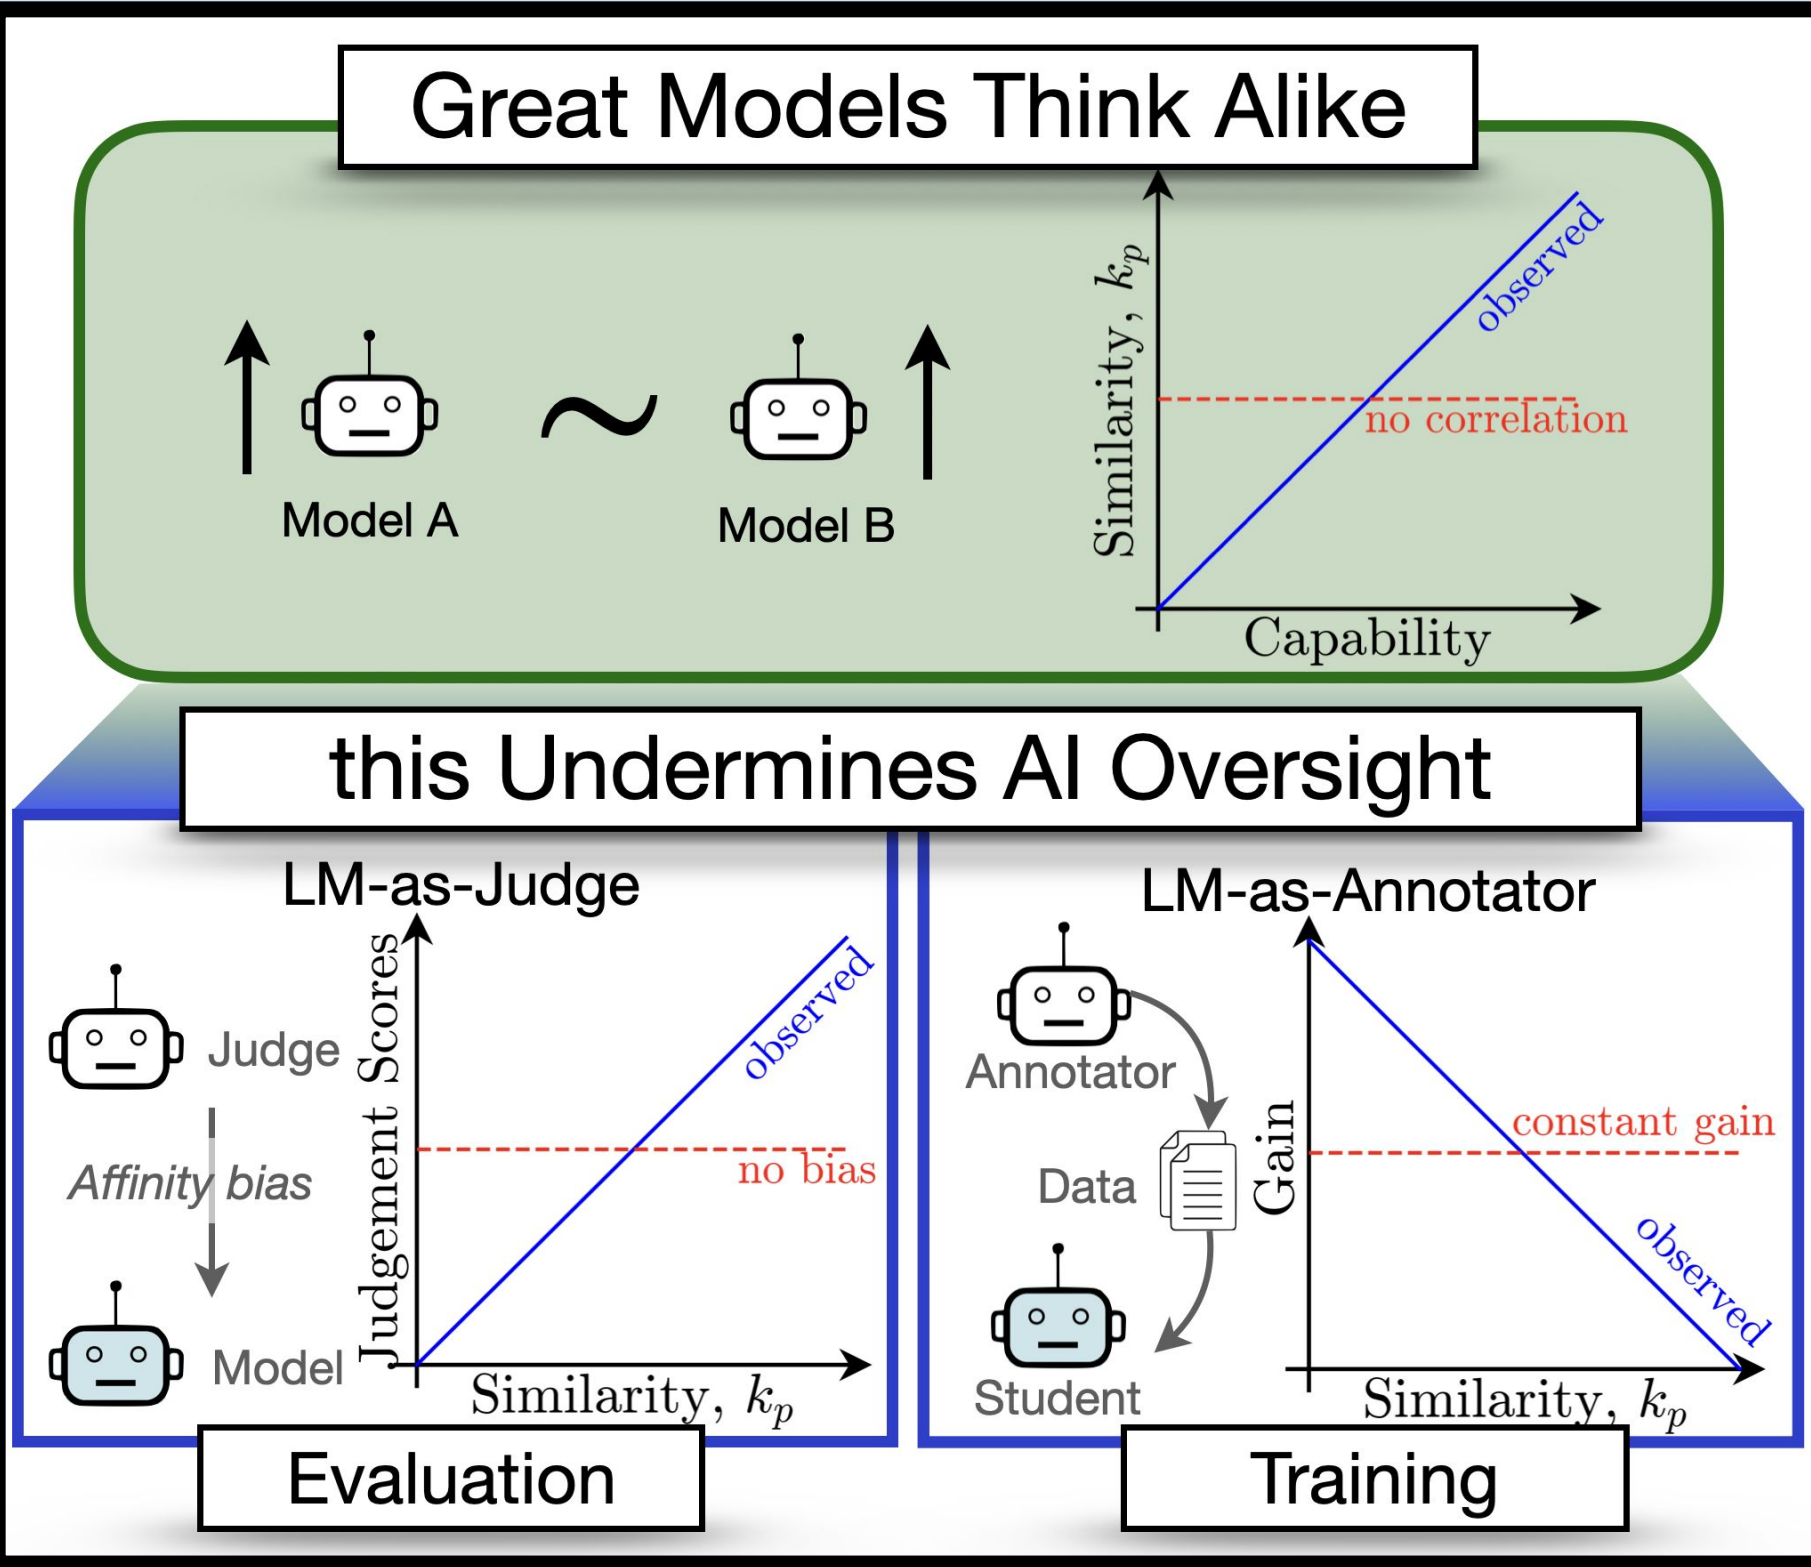 Great Models Think Alike
Model A
Model B
Similarity, kₚ
observed
no correlation
Capability
this Undermines AI Oversight
LM-as-Judge
Judge
Affinity bias
Model
Judgement Scores
observed
no bias
Similarity, kₚ
Evaluation
LM-as-Annotator
Annotator
Data
Student
Gain
constant gain
observed
Similarity, kₚ
Training